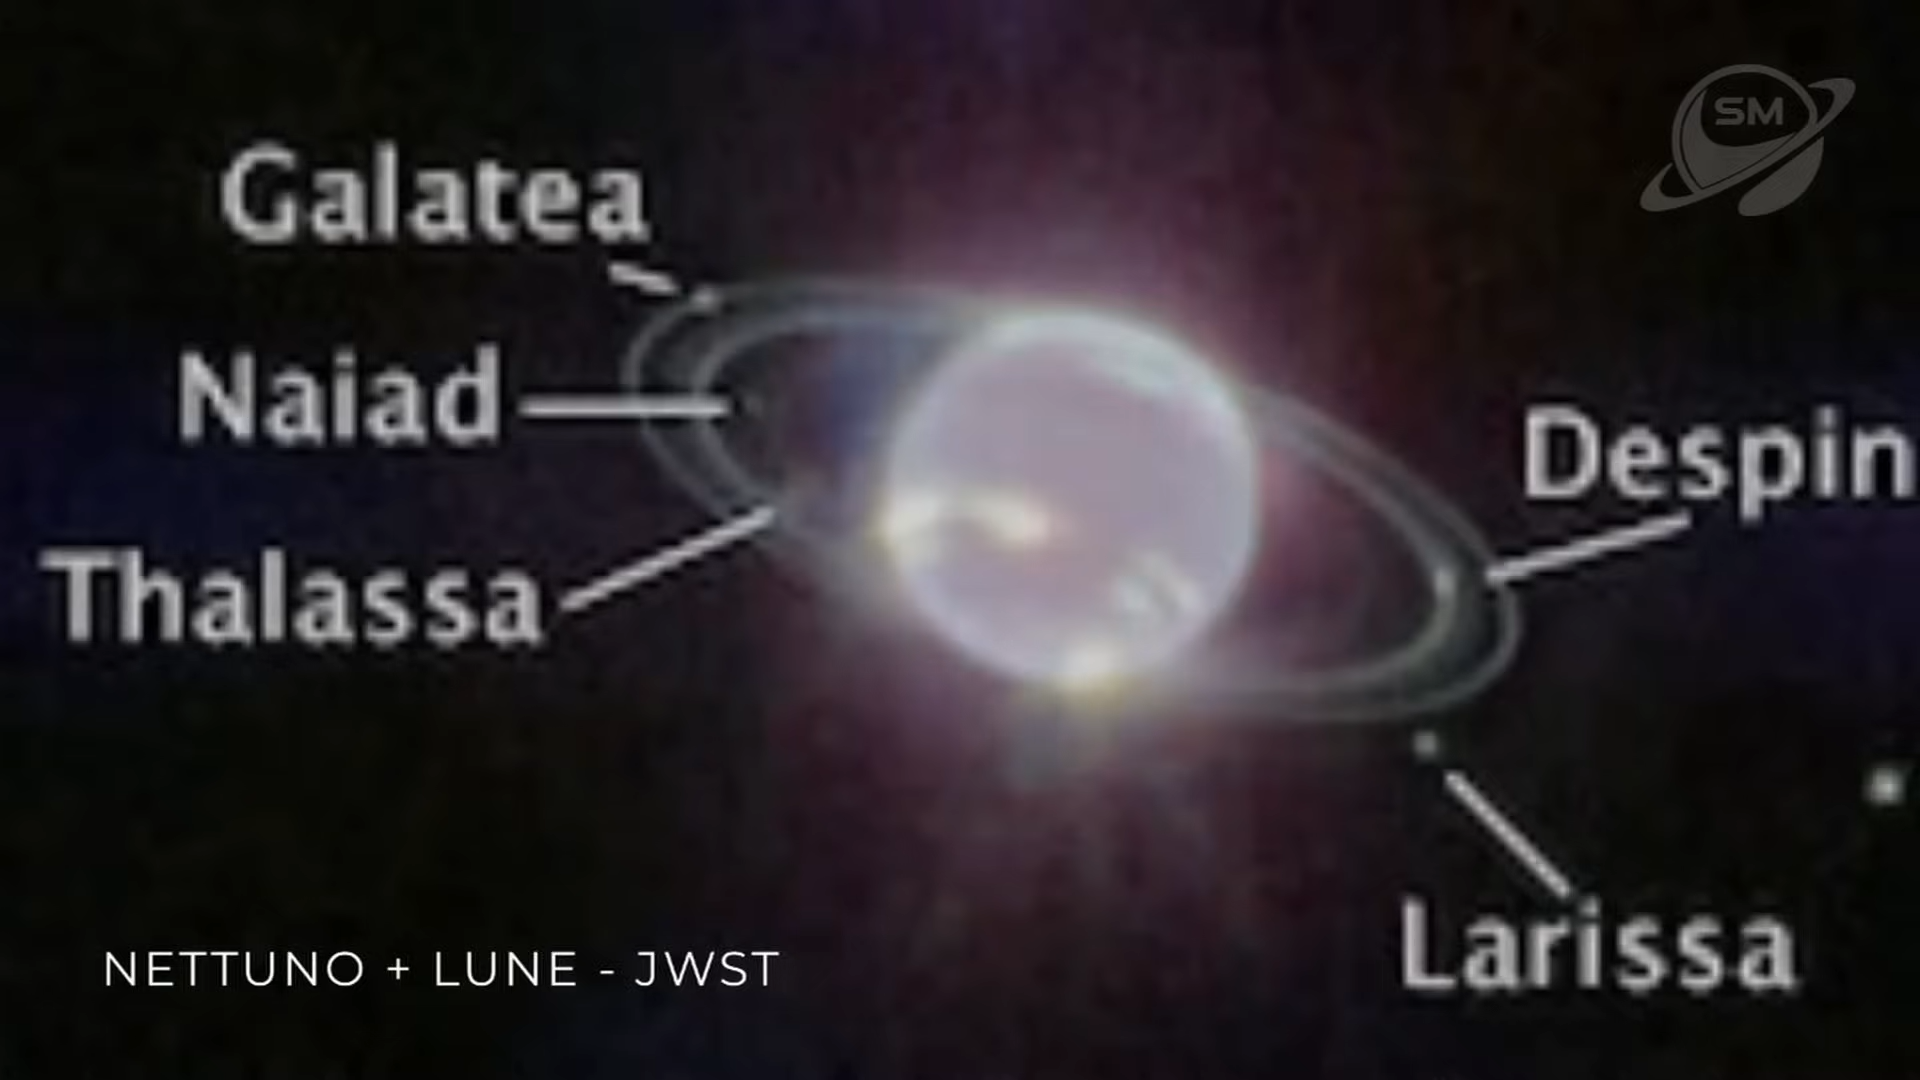 SM
Galatea
Naiad
Despin
Thalassa
Larissa
NETTUNO + LUNE - JWST